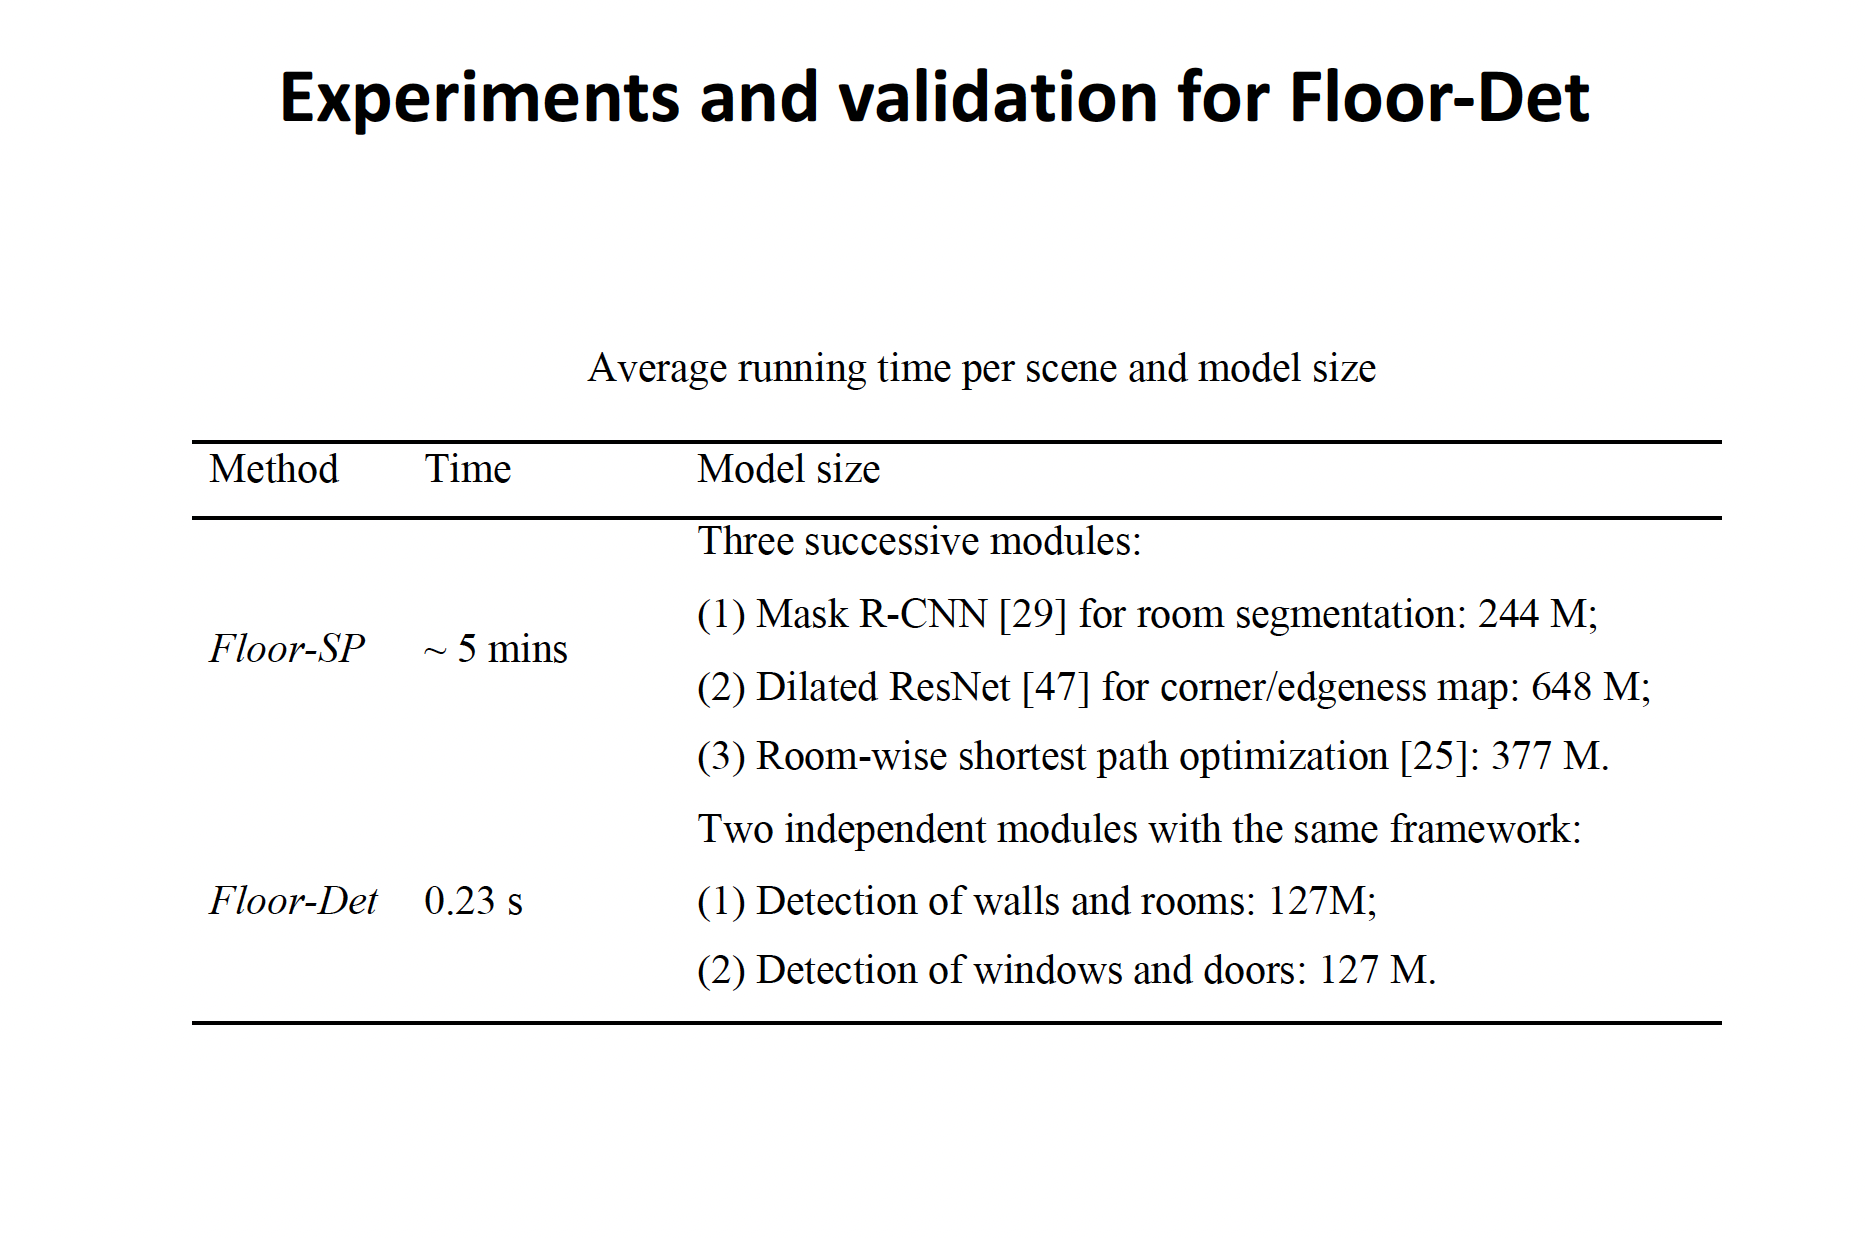 Experiments and validation for Floor-Det
Average running time per scene and model size
Method Time Model size
Three successive modules:
(1) Mask R-CNN [29] for room segmentation: 244 M;
Floor-SP ~ 5 mins
(2) Dilated ResNet [47] for corner/edgeness map: 648 M;
(3) Room-wise shortest path optimization [25]: 377 M.
Two independent modules with the same framework:
Floor-Det 0.23 s (1) Detection of walls and rooms: 127M;
(2) Detection of windows and doors: 127 M.